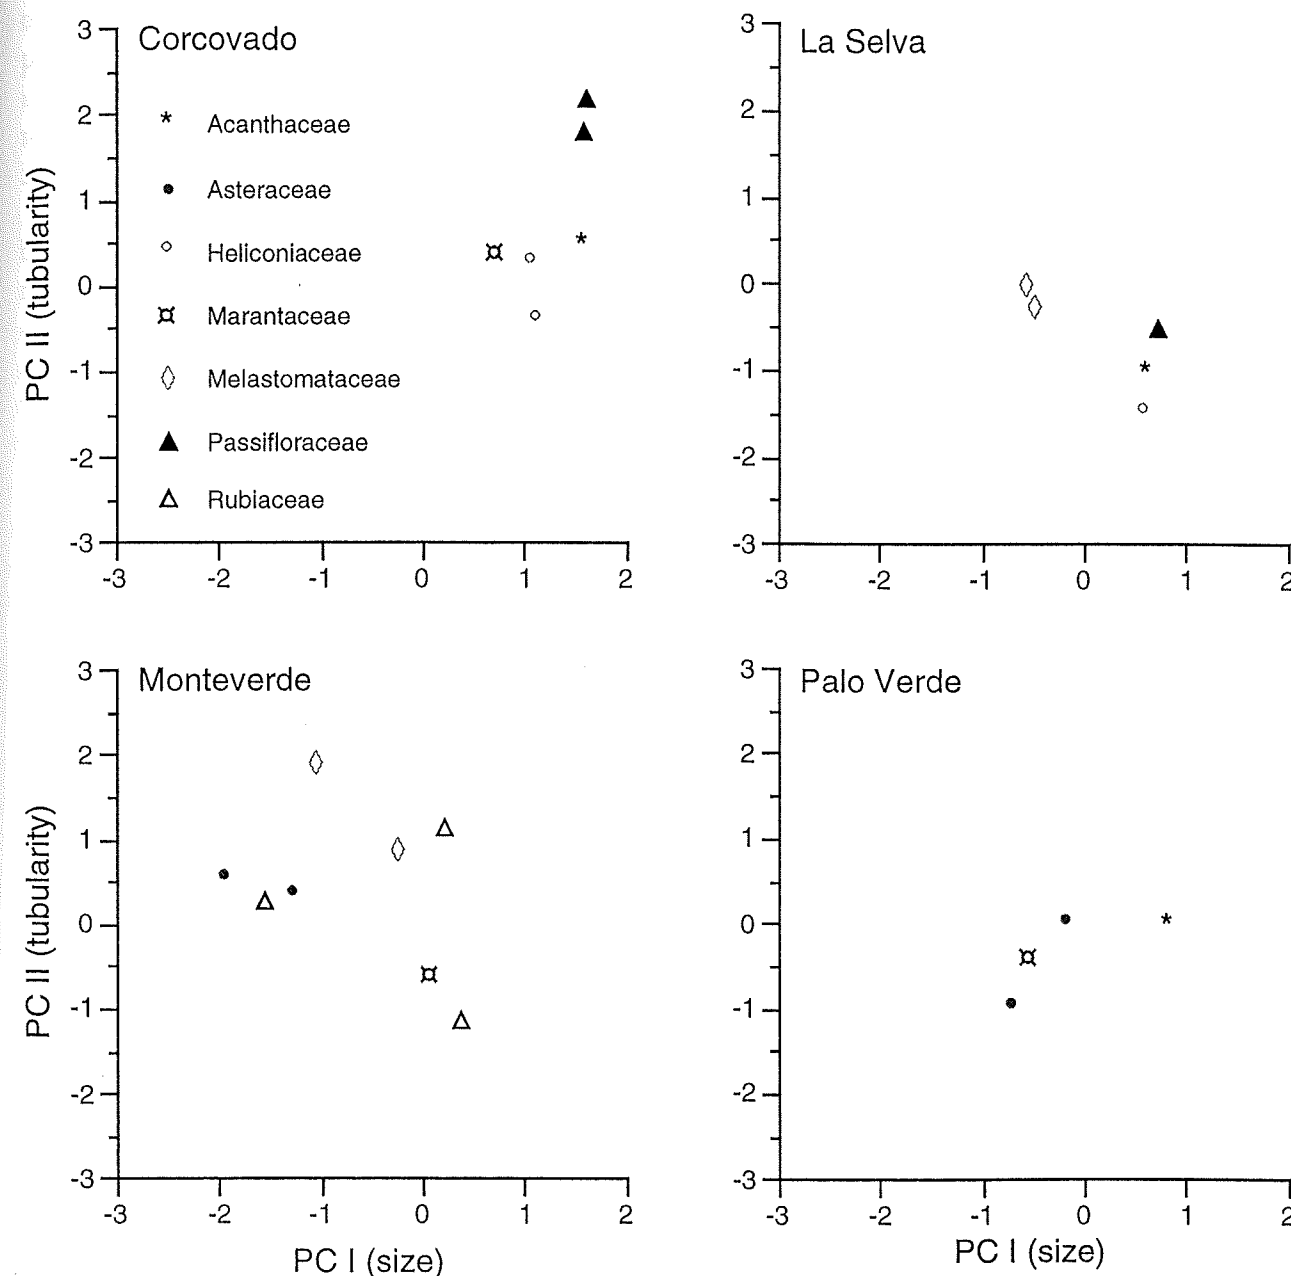 Corcovado
3
2
1
0
-1
-2
-3
PC II (tubularity)
* Acanthaceae
Asteraceae
Heliconiaceae
Marantaceae
Melastomataceae
Passifloraceae
Rubiaceae
-3 -2 -1 0 1 2
La Selva
3
2
1
0
-1
-2
-3
-3 -2 -1 0 1 2
Monteverde
3
2
1
0
-1
-2
-3
PC II (tubularity)
-3 -2 -1 0 1 2
PC I (size)
Palo Verde
3
2
1
0
-1
-2
-3
-3 -2 -1 0 1 2
PC I (size)